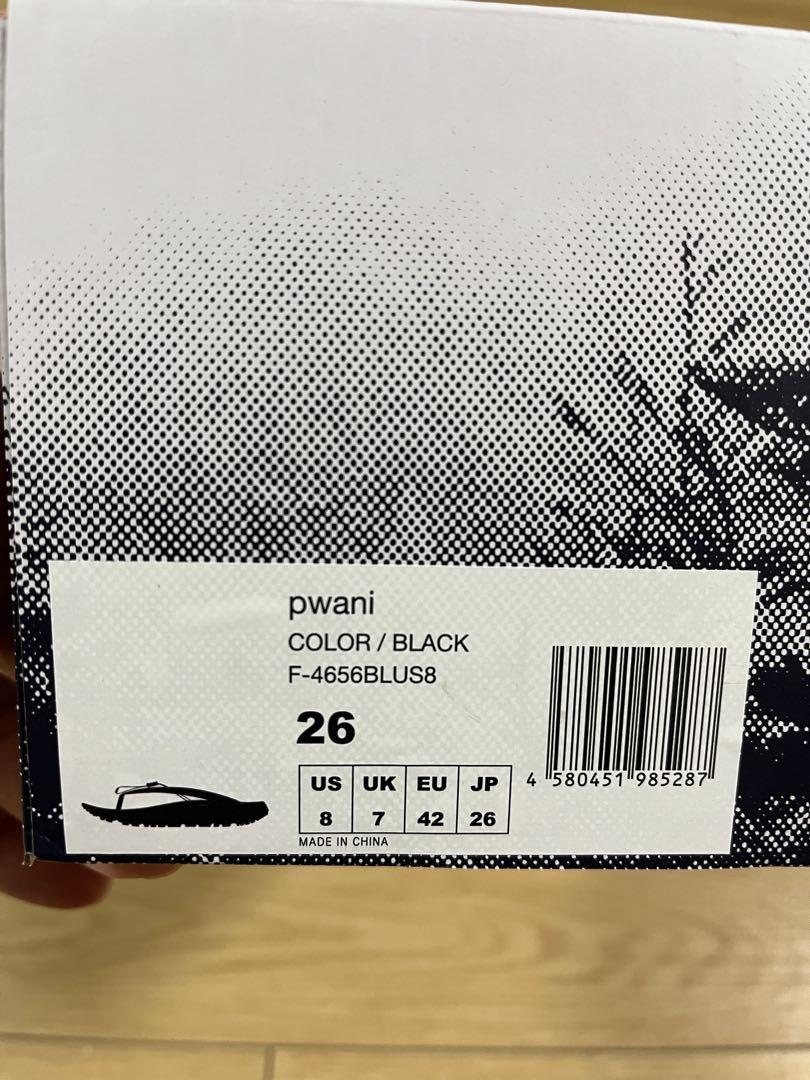 pwani
COLOR / BLACK
F-4656BLUS8
26
US UK EU JP
8 7 42 26
MADE IN CHINA
4 580451 985287